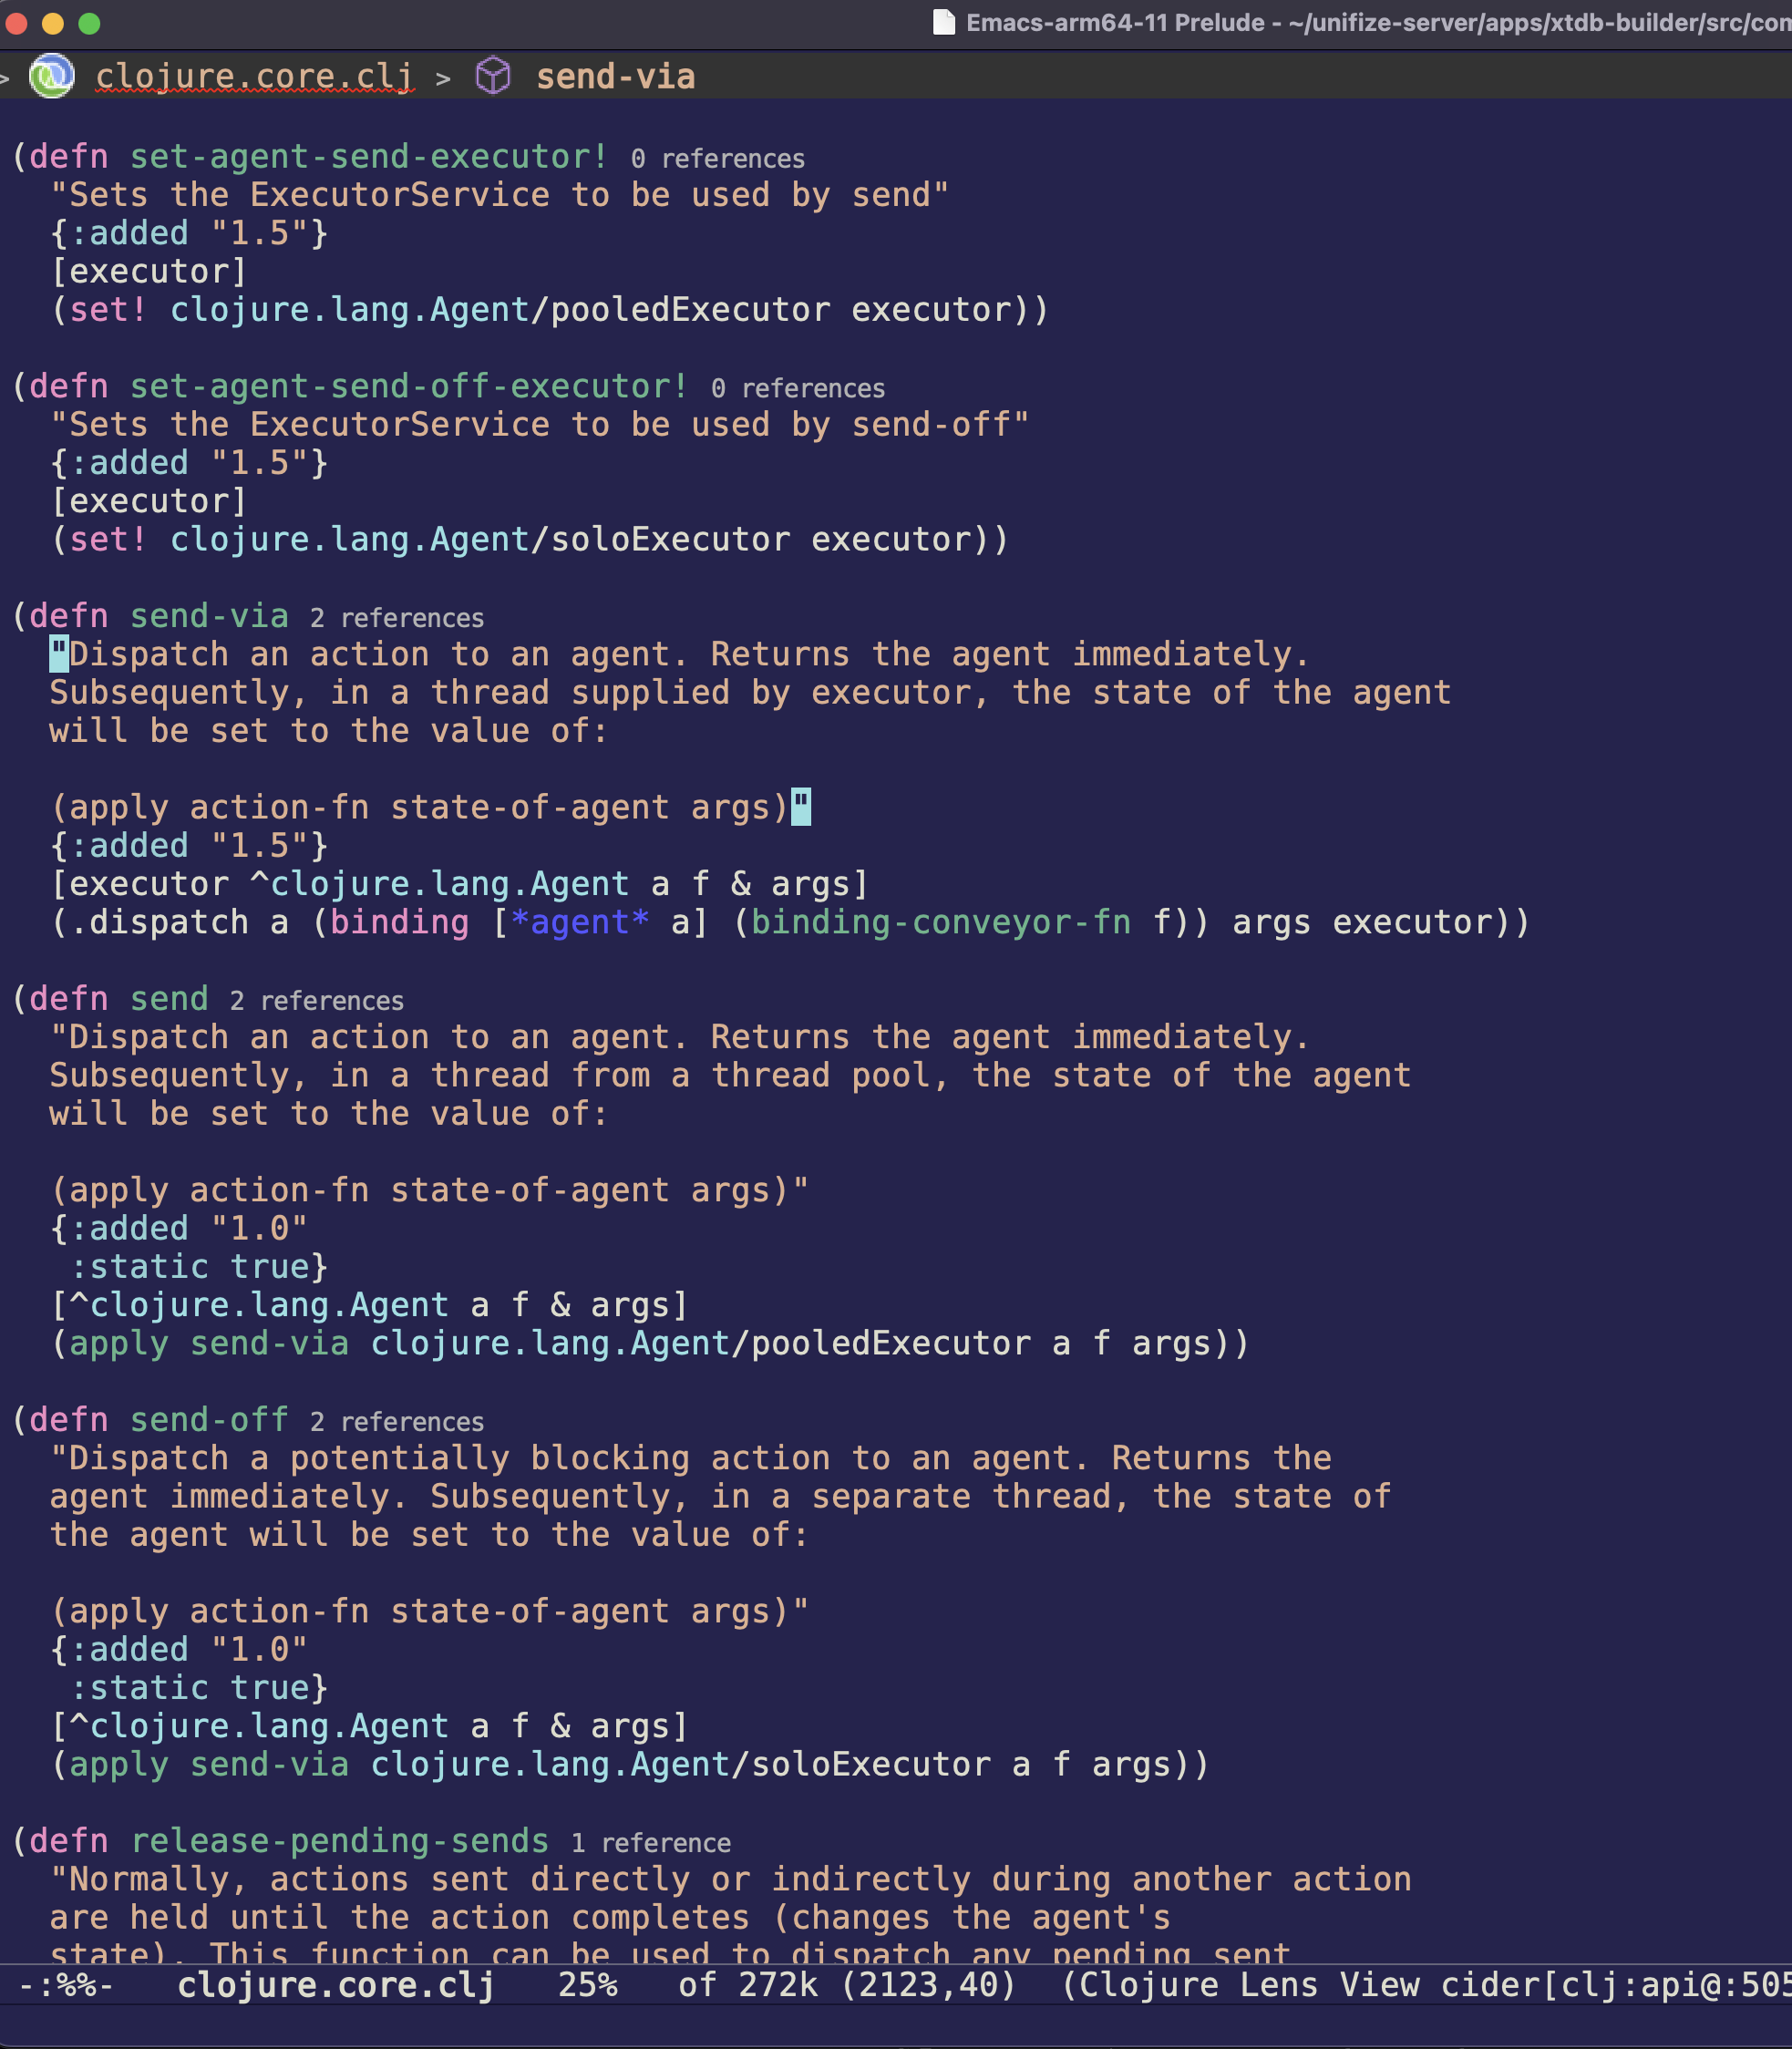 Emacs-arm64-11 Prelude - ~/unifize-server/apps/xtdb-builder/src/com
> clojure.core.clj > send-via
(defn set-agent-send-executor! 0 references
  "Sets the ExecutorService to be used by send"
  {:added "1.5"}
  [executor]
  (set! clojure.lang.Agent/pooledExecutor executor))
(defn set-agent-send-off-executor! 0 references
  "Sets the ExecutorService to be used by send-off"
  {:added "1.5"}
  [executor]
  (set! clojure.lang.Agent/soloExecutor executor))
(defn send-via 2 references
  "Dispatch an action to an agent. Returns the agent immediately.
  Subsequently, in a thread supplied by executor, the state of the agent
  will be set to the value of:
  (apply action-fn state-of-agent args)"
  {:added "1.5"}
  [executor ^clojure.lang.Agent a f & args]
  (.dispatch a (binding [*agent* a] (binding-conveyor-fn f)) args executor))
(defn send 2 references
  "Dispatch an action to an agent. Returns the agent immediately.
  Subsequently, in a thread from a thread pool, the state of the agent
  will be set to the value of:
  (apply action-fn state-of-agent args)"
  {:added "1.0"
   :static true}
  [^clojure.lang.Agent a f & args]
  (apply send-via clojure.lang.Agent/pooledExecutor a f args))
(defn send-off 2 references
  "Dispatch a potentially blocking action to an agent. Returns the
  agent immediately. Subsequently, in a separate thread, the state of
  the agent will be set to the value of:
  (apply action-fn state-of-agent args)"
  {:added "1.0"
   :static true}
  [^clojure.lang.Agent a f & args]
  (apply send-via clojure.lang.Agent/soloExecutor a f args))
(defn release-pending-sends 1 reference
  "Normally, actions sent directly or indirectly during another action
  are held until the action completes (changes the agent's
  state). This function can be used to dispatch any pending sent
-:%%-   clojure.core.clj   25%   of 272k (2123,40)  (Clojure Lens View cider[clj:api@:505